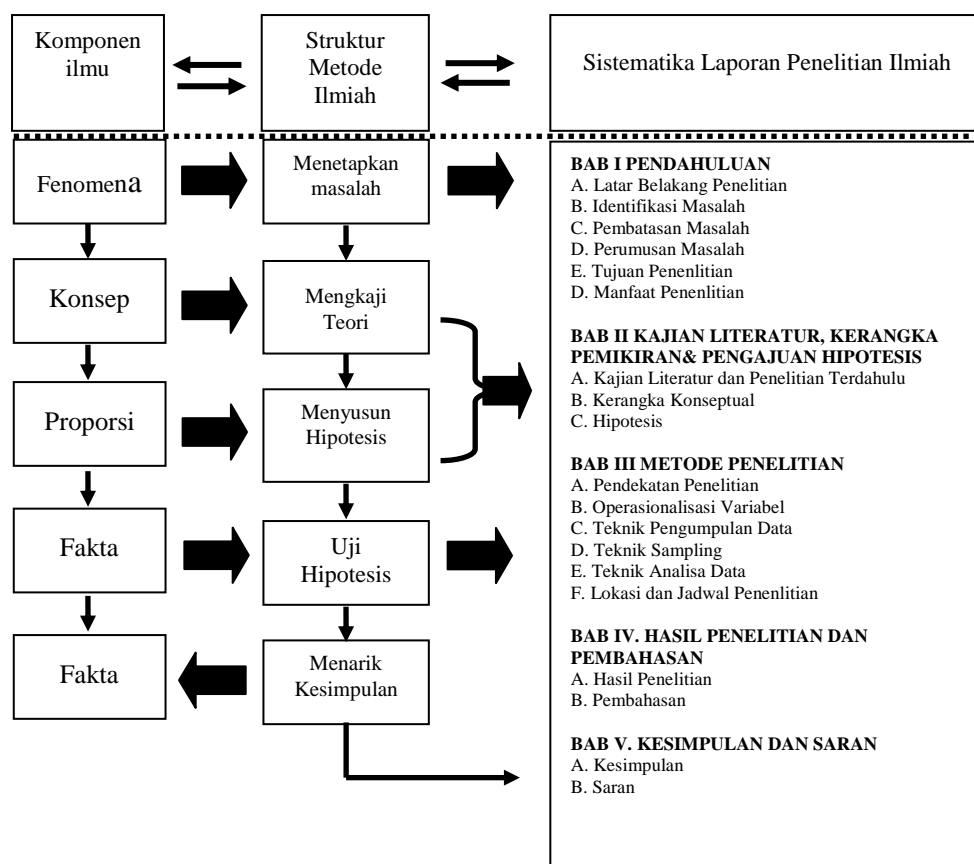 Komponen
ilmu
Struktur
Metode
Ilmiah
Sistematika Laporan Penelitian Ilmiah
Fenomena
Menetapkan
masalah
Konsep
Mengkaji
Teori
Proporsi
Menyusun
Hipotesis
Fakta
Uji
Hipotesis
Fakta
Menarik
Kesimpulan
BAB I PENDAHULUAN
A. Latar Belakang Penelitian
B. Identifikasi Masalah
C. Pembatasan Masalah
D. Perumusan Masalah
E. Tujuan Penenlitian
D. Manfaat Penenlitian
BAB II KAJIAN LITERATUR, KERANGKA
PEMIKIRAN& PENGAJUAN HIPOTESIS
A. Kajian Literatur dan Penelitian Terdahulu
B. Kerangka Konseptual
C. Hipotesis
BAB III METODE PENELITIAN
A. Pendekatan Penelitian
B. Operasionalisasi Variabel
C. Teknik Pengumpulan Data
D. Teknik Sampling
E. Teknik Analisa Data
F. Lokasi dan Jadwal Penenlitian
BAB IV. HASIL PENELITIAN DAN
PEMBAHASAN
A. Hasil Penelitian
B. Pembahasan
BAB V. KESIMPULAN DAN SARAN
A. Kesimpulan
B. Saran